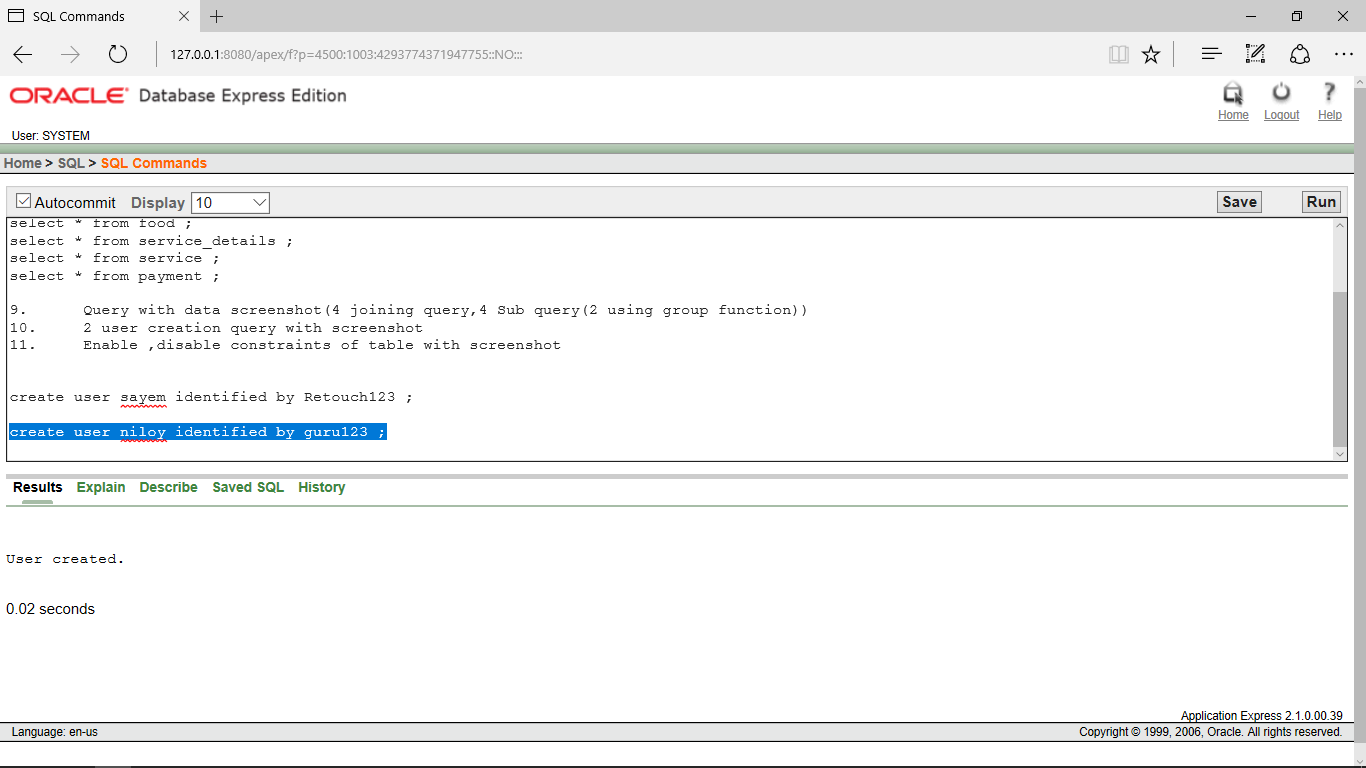 SQL Commands
127.0.0.1:8080/apex/f?p=4500:1003:4293774371947755::NO:::
ORACLE Database Express Edition
Home Logout Help
User: SYSTEM
Home > SQL > SQL Commands
Autocommit Display 10 Save Run
select * from food ;
select * from service_details ;
select * from service ;
select * from payment ;
9. Query with data screenshot(4 joining query,4 Sub query(2 using group function))
10. 2 user creation query with screenshot
11. Enable ,disable constraints of table with screenshot
create user sayem identified by Retouch123 ;
create user niloy identified by guru123 ;
Results Explain Describe Saved SQL History
User created.
0.02 seconds
Application Express 2.1.0.00.39
Language: en-us Copyright © 1999, 2006, Oracle. All rights reserved.